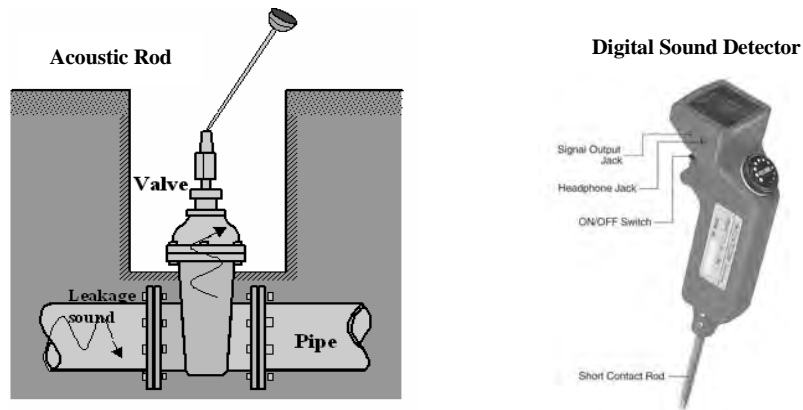 Acoustic Rod
Valve
Leakage
sound
Pipe
Digital Sound Detector
Signal Output
Jack
Headphone Jack
ON/OFF Switch
Short Contact Rod